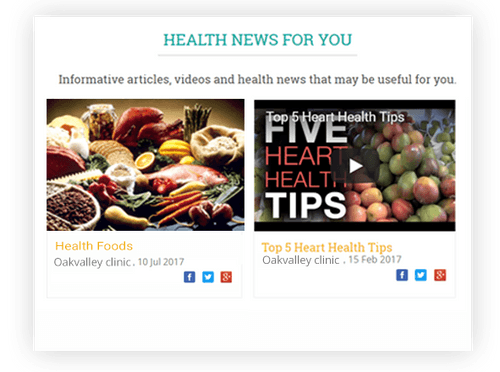 HEALTH NEWS FOR YOU
Informative articles, videos and health news that may be useful for you.
Top 5 Heart Health Tips
FIVE
HEART
HEALTH
TIPS
Health Foods
Oakvalley clinic . 10 Jul 2017
Top 5 Heart Health Tips
Oakvalley clinic . 15 Feb 2017